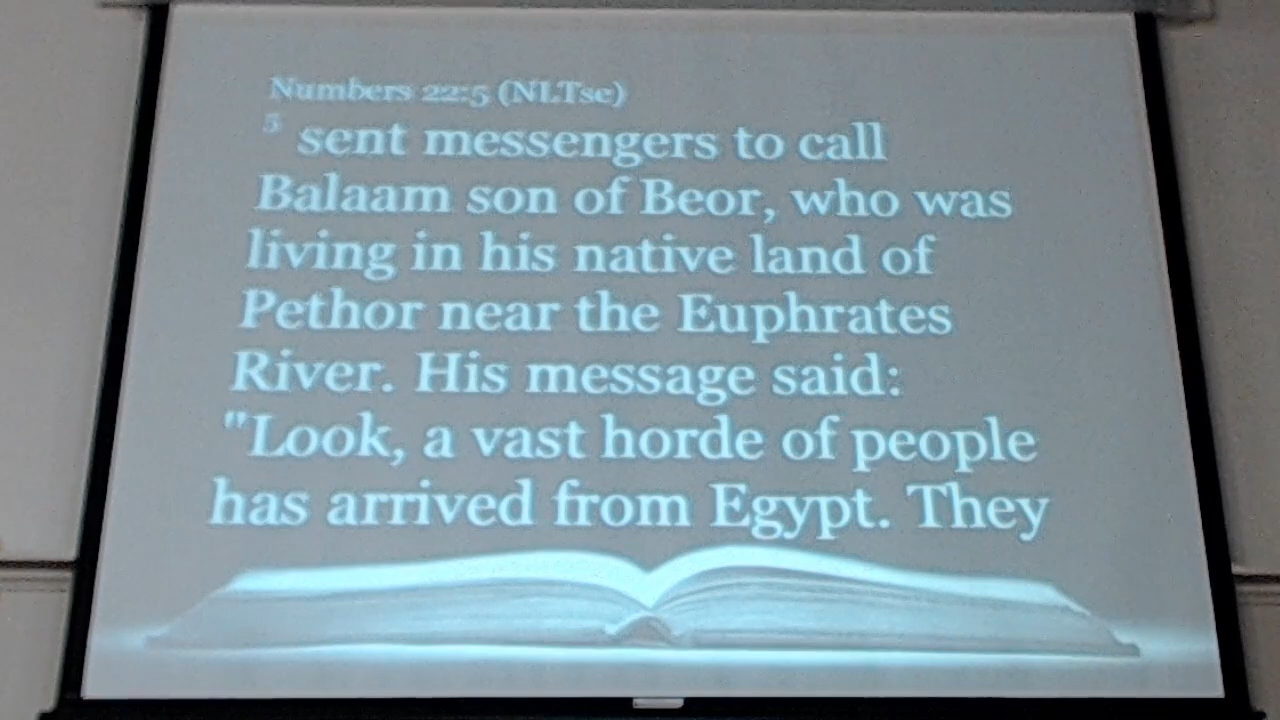 Numbers 22:5 (NLTse)
5 sent messengers to call
Balaam son of Beor, who was
living in his native land of
Pethor near the Euphrates
River. His message said:
"Look, a vast horde of people
has arrived from Egypt. They